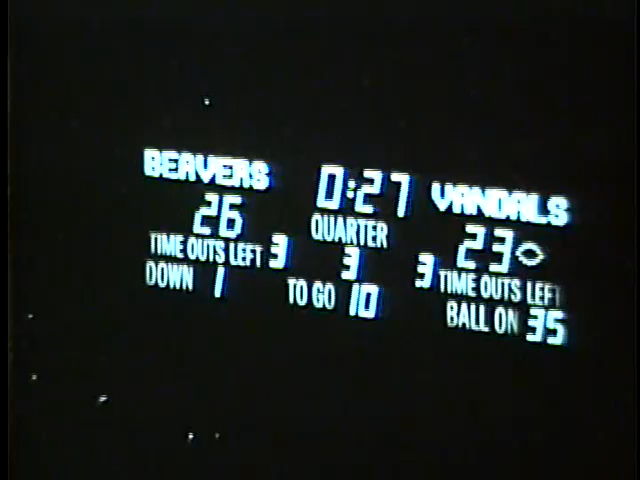 BEAVERS 0:27 VANDALS
26 QUARTER 23
TIME OUTS LEFT 3 3 3 TIME OUTS LEFT
DOWN 1 TO GO 10 BALL ON 35